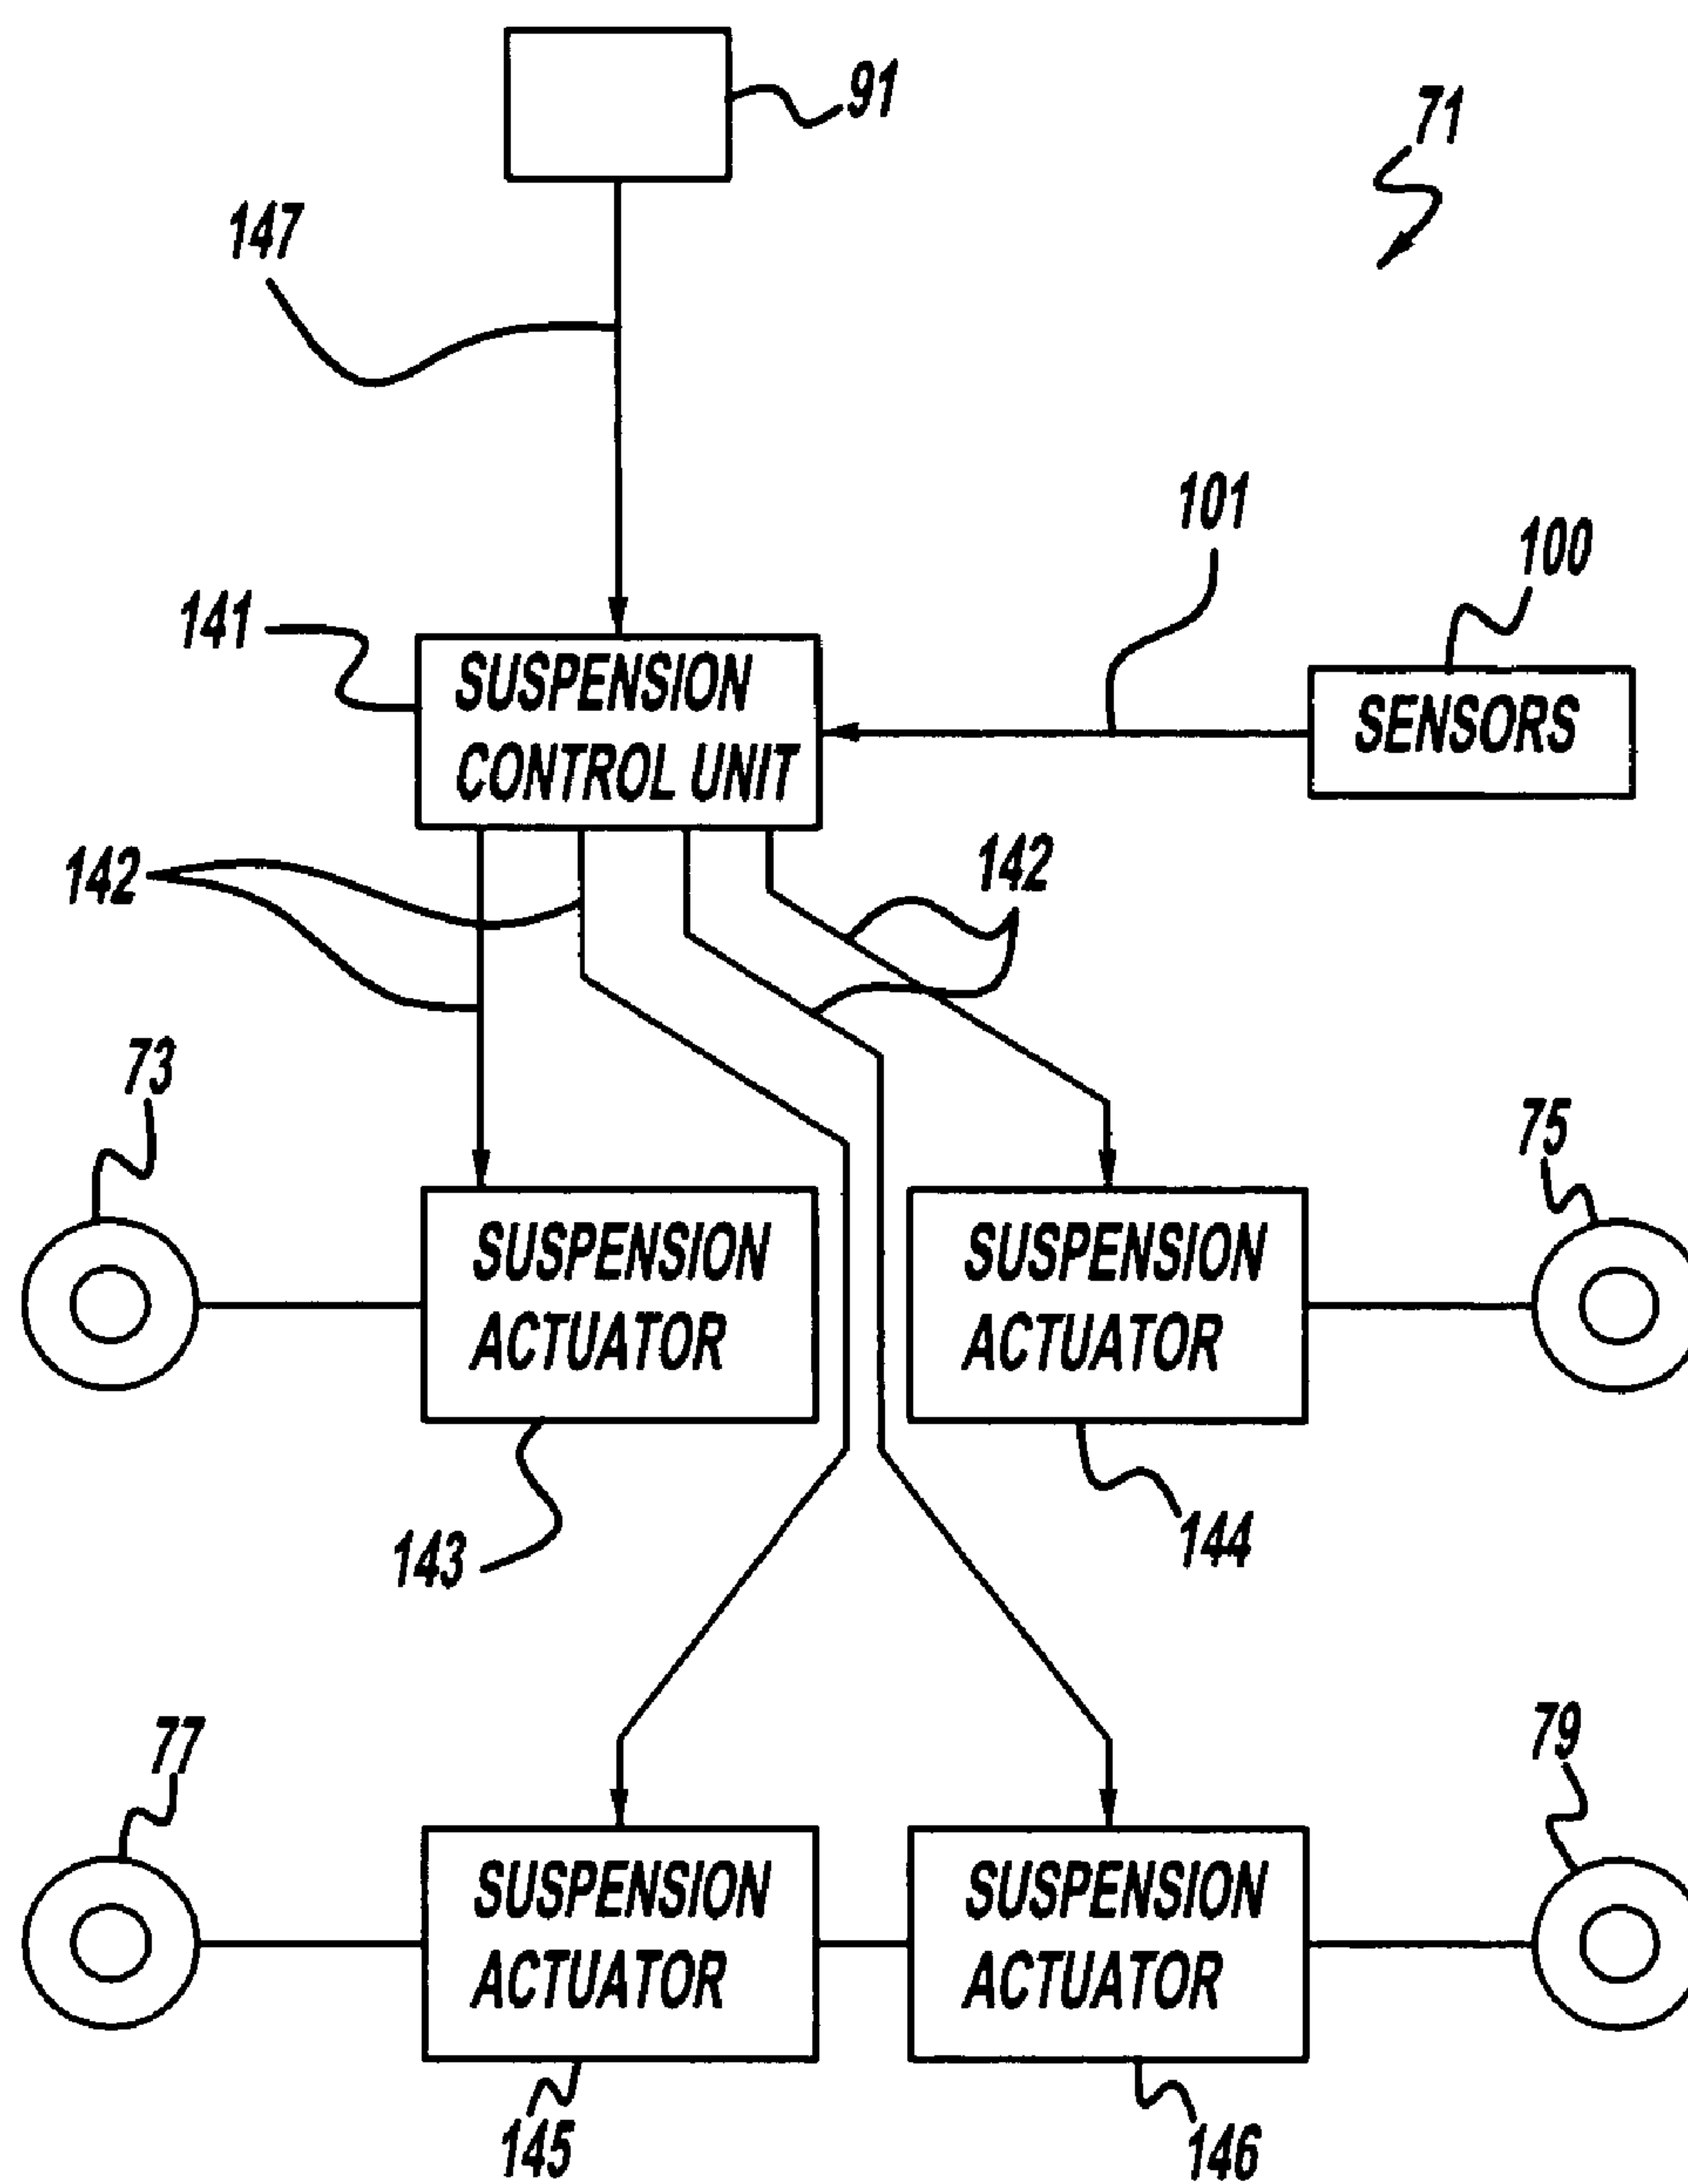 91
71
147
101
100
141
SUSPENSION
CONTROL UNIT
SENSORS
142
142
73
75
SUSPENSION
ACTUATOR
SUSPENSION
ACTUATOR
143
144
77
79
SUSPENSION
ACTUATOR
SUSPENSION
ACTUATOR
145
146